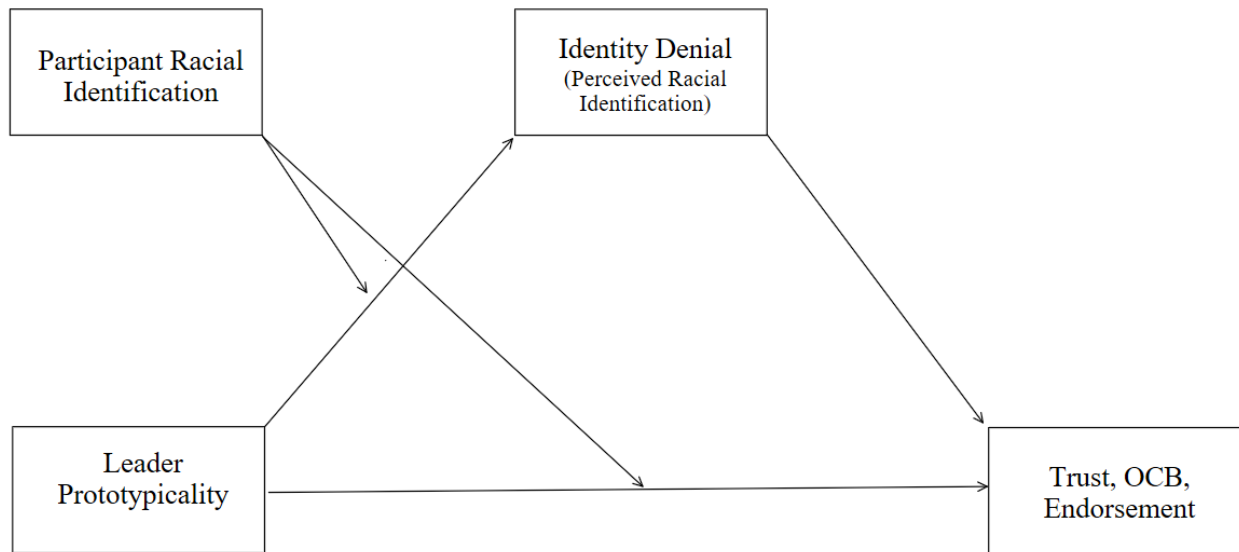 Participant Racial
Identification
Identity Denial
(Perceived Racial
Identification)
Leader
Prototypicality
Trust, OCB,
Endorsement